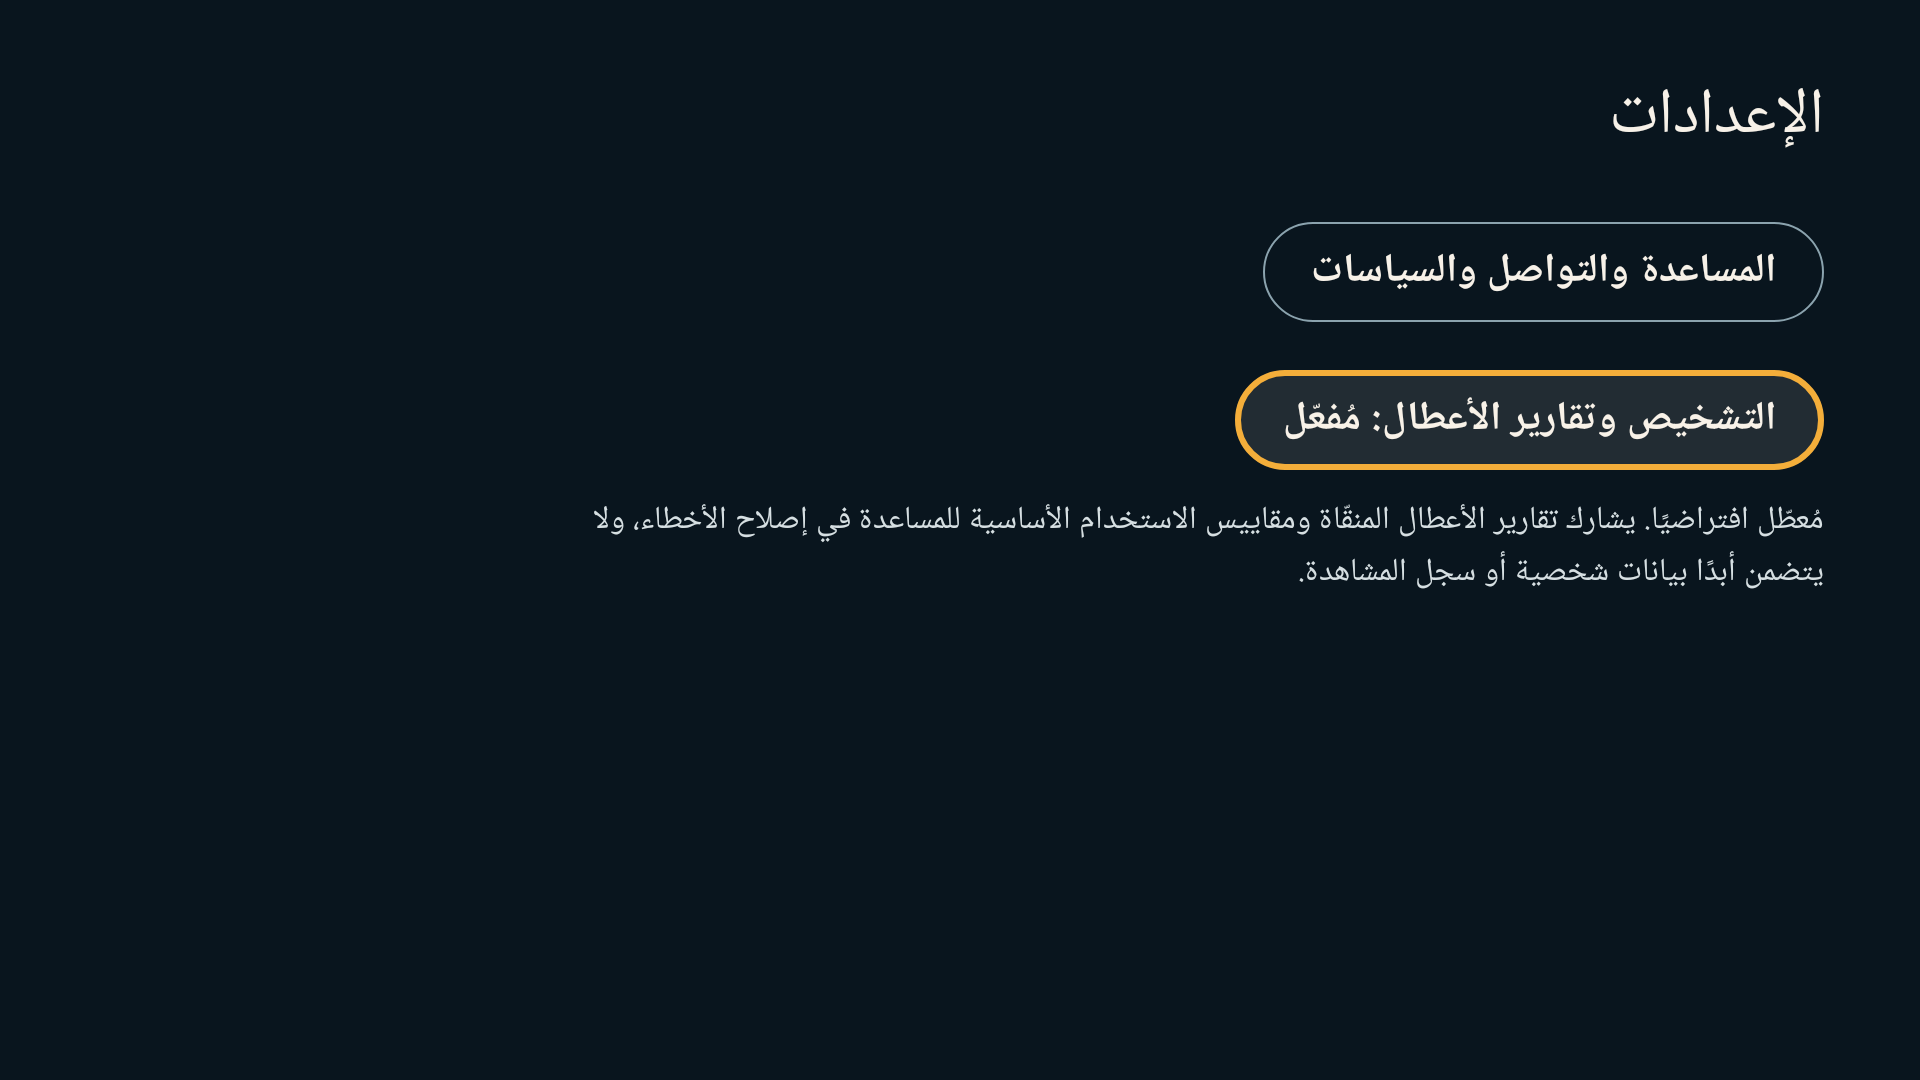 الإعدادات
المساعدة والتواصل والسياسات
التشخيص وتقارير الأعطال: مُفعّل
مُعطّل افتراضيًا. يشارك تقارير الأعطال المنقّاة ومقاييس الاستخدام الأساسية للمساعدة في إصلاح الأخطاء، ولا
يتضمن أبدًا بيانات شخصية أو سجل المشاهدة.